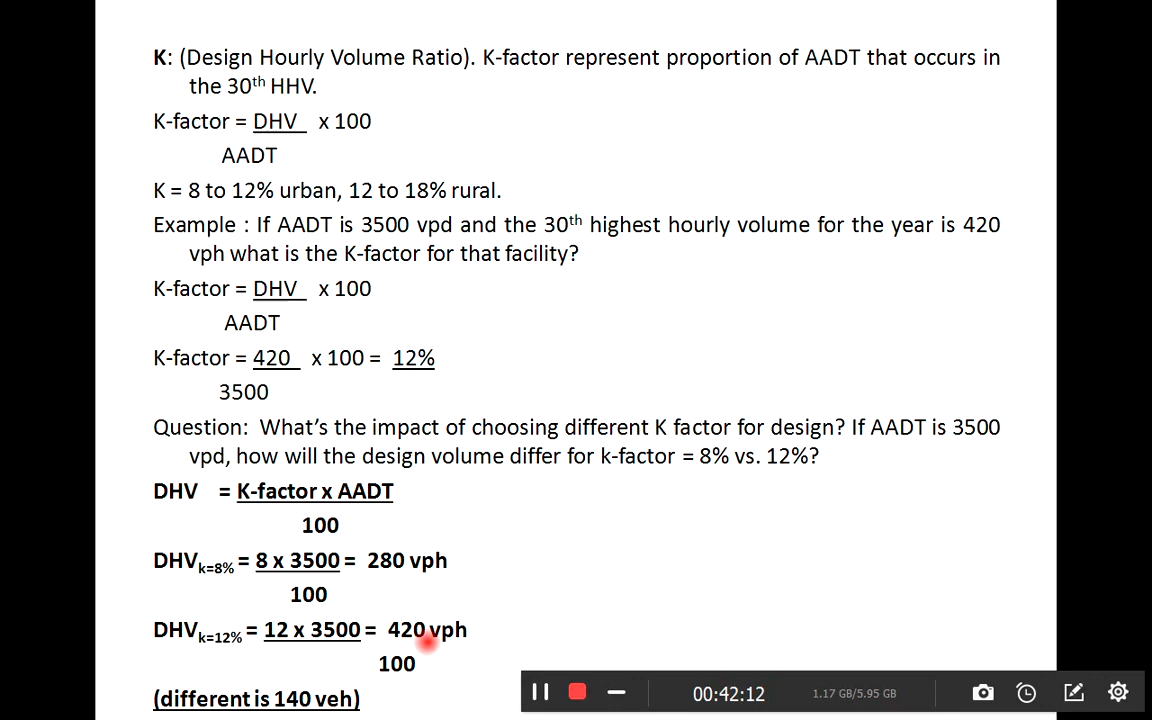 K: (Design Hourly Volume Ratio). K-factor represent proportion of AADT that occurs in
the 30th HHV.
K-factor = DHV x 100
AADT
K = 8 to 12% urban, 12 to 18% rural.
Example : If AADT is 3500 vpd and the 30th highest hourly volume for the year is 420
vph what is the K-factor for that facility?
K-factor = DHV x 100
AADT
K-factor = 420 x 100 = 12%
3500
Question: What's the impact of choosing different K factor for design? If AADT is 3500
vpd, how will the design volume differ for k-factor = 8% vs. 12%?
DHV = K-factor x AADT
100
DHVk=8% = 8 x 3500 = 280 vph
100
DHVk=12% = 12 x 3500 = 420 vph
100
(different is 140 veh)
00:42:12 1.17 GB/5.95 GB